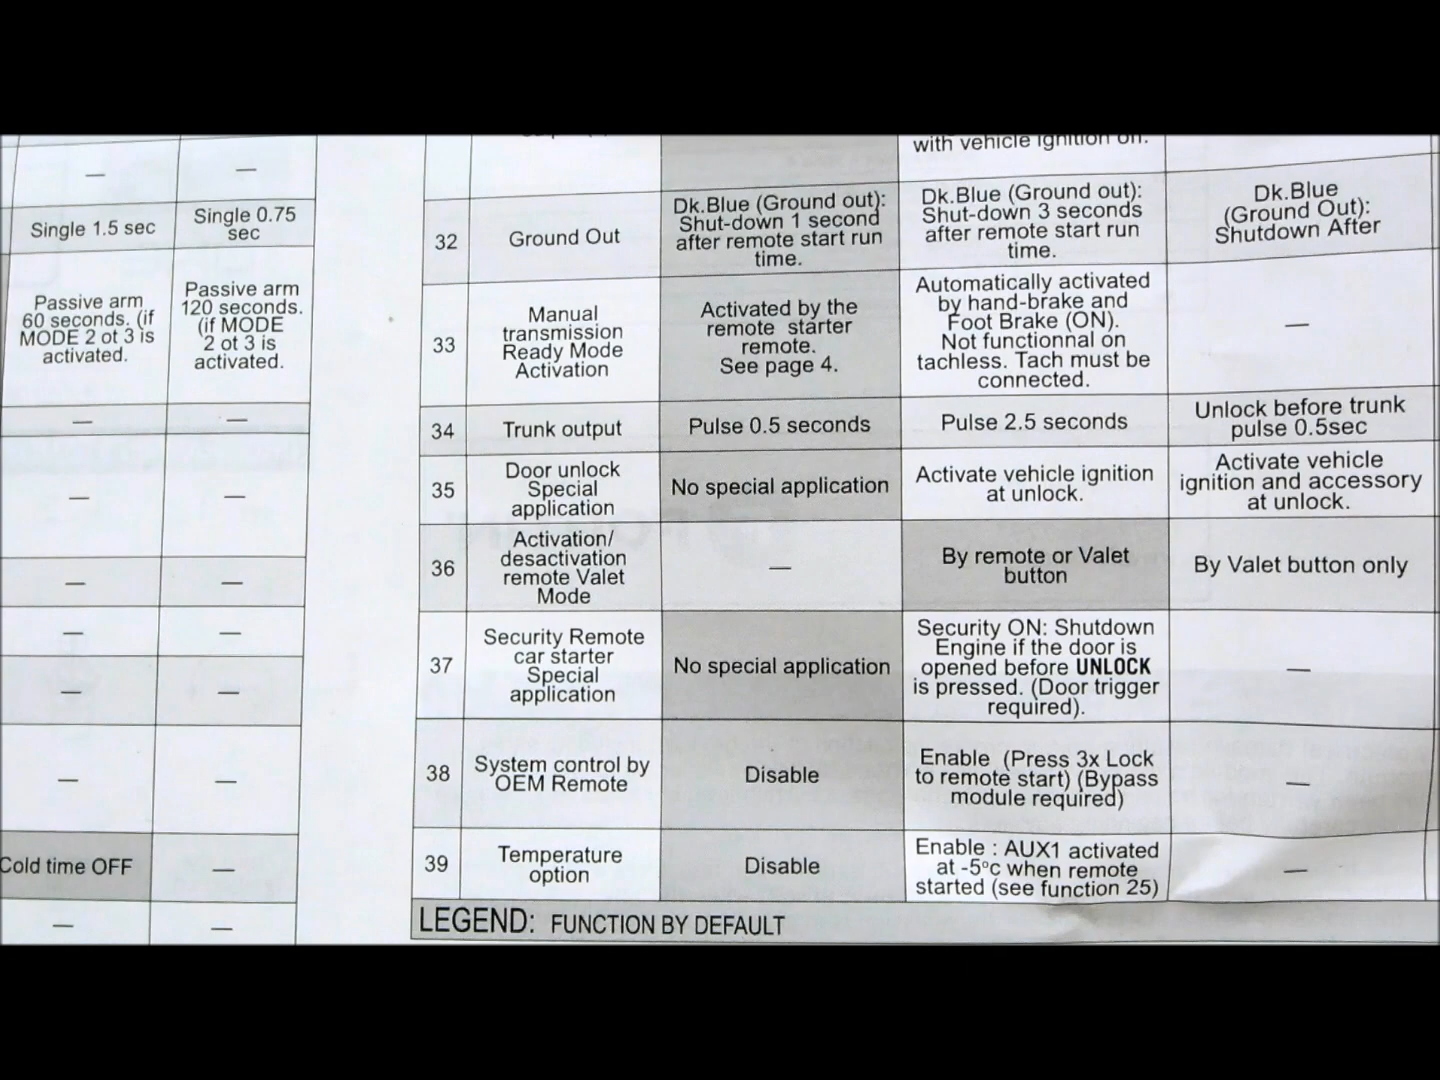 —
—
Single 1.5 sec
Single 0.75
sec
Passive arm
60 seconds. (if
MODE 2 ot 3 is
activated.
Passive arm
120 seconds.
(if MODE
2 ot 3 is
activated.
—
—
—
—
—
—
—
—
—
—
—
—
Cold time OFF
—
—
—
with vehicle ignition off.
32
Ground Out
Dk.Blue (Ground out):
Shut-down 1 second
after remote start run
time.
Dk.Blue (Ground out):
Shut-down 3 seconds
after remote start run
time.
Dk.Blue
(Ground Out):
Shutdown After
33
Manual
transmission
Ready Mode
Activation
Activated by the
remote starter
remote.
See page 4.
Automatically activated
by hand-brake and
Foot Brake (ON).
Not functionnal on
tachless. Tach must be
connected.
—
34
Trunk output
Pulse 0.5 seconds
Pulse 2.5 seconds
Unlock before trunk
pulse 0.5sec
35
Door unlock
Special
application
No special application
Activate vehicle ignition
at unlock.
Activate vehicle
ignition and accessory
at unlock.
36
Activation/
desactivation
remote Valet
Mode
—
By remote or Valet
button
By Valet button only
37
Security Remote
car starter
Special
application
No special application
Security ON: Shutdown
Engine if the door is
opened before UNLOCK
is pressed. (Door trigger
required).
—
38
System control by
OEM Remote
Disable
Enable (Press 3x Lock
to remote start) (Bypass
module required)
—
39
Temperature
option
Disable
Enable : AUX1 activated
at -5°c when remote
started (see function 25)
—
LEGEND: FUNCTION BY DEFAULT